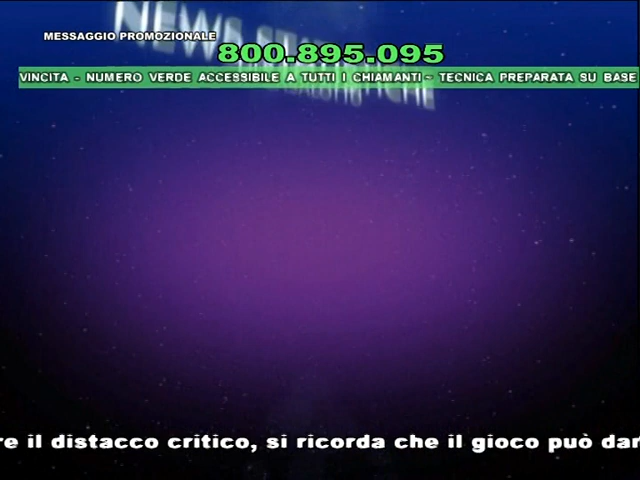 NEWS
MESSAGGIO PROMOZIONALE
800.895.095
VINCITA - NUMERO VERDE ACCESSIBILE A TUTTI I CHIAMANTI - TECNICA PREPARATA SU BASE
re il distacco critico, si ricorda che il gioco può dar